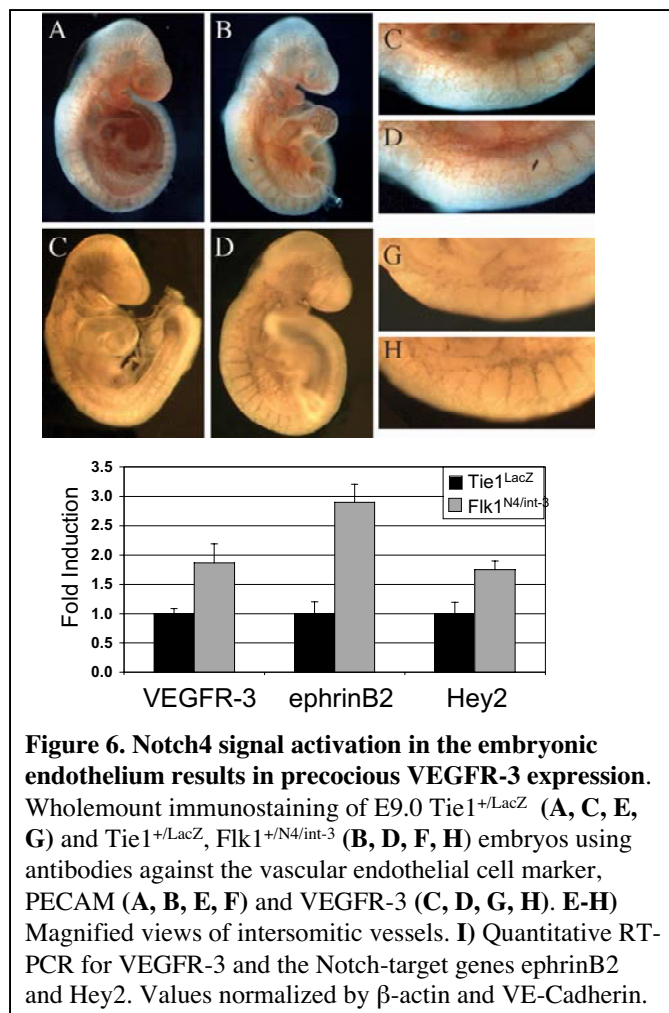 A
B
C
D
C
D
G
H
3.5
3.0
2.5
2.0
1.5
1.0
0.5
0.0
Fold Induction
Tie1LacZ
Flk1N4/int-3
VEGFR-3 ephrinB2 Hey2
Figure 6. Notch4 signal activation in the embryonic
endothelium results in precocious VEGFR-3 expression.
Wholemount immunostaining of E9.0 Tie1+/LacZ (A, C, E,
G) and Tie1+/LacZ, Flk1+/N4/int-3 (B, D, F, H) embryos using
antibodies against the vascular endothelial cell marker,
PECAM (A, B, E, F) and VEGFR-3 (C, D, G, H). E-H)
Magnified views of intersomitic vessels. I) Quantitative RT-
PCR for VEGFR-3 and the Notch-target genes ephrinB2
and Hey2. Values normalized by β-actin and VE-Cadherin.